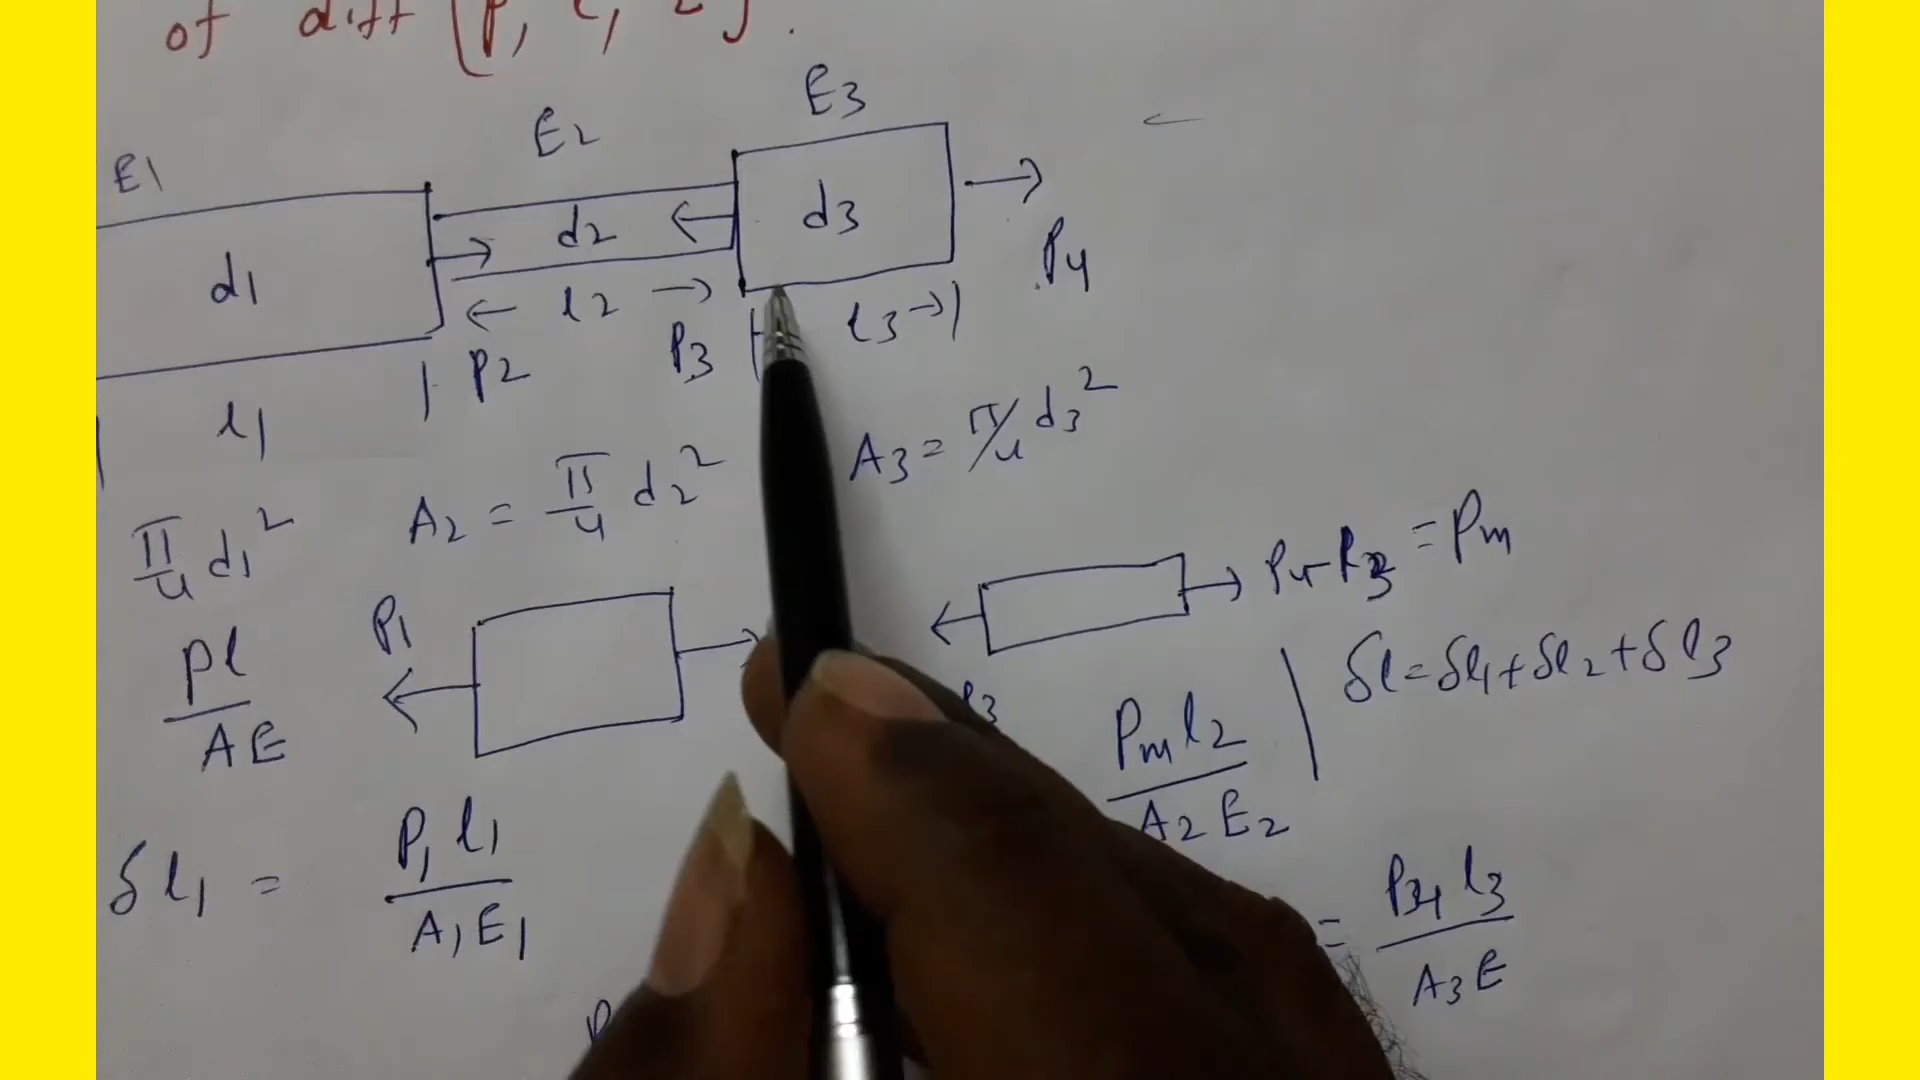 of diff (P, l,
E1 E2 E3
d1 d2 d3
l2 l3
P2 P3 P4
l1
π/4 d1²
A2 = π/4 d2²
A3 = π/4 d3²
P1
P4-P3 = Pm
Pl/AE
Pm l2/A2 E2
δl = δl1 + δl2 + δl3
δl1 = P1 l1/A1 E1
= P4 l3/A3 E